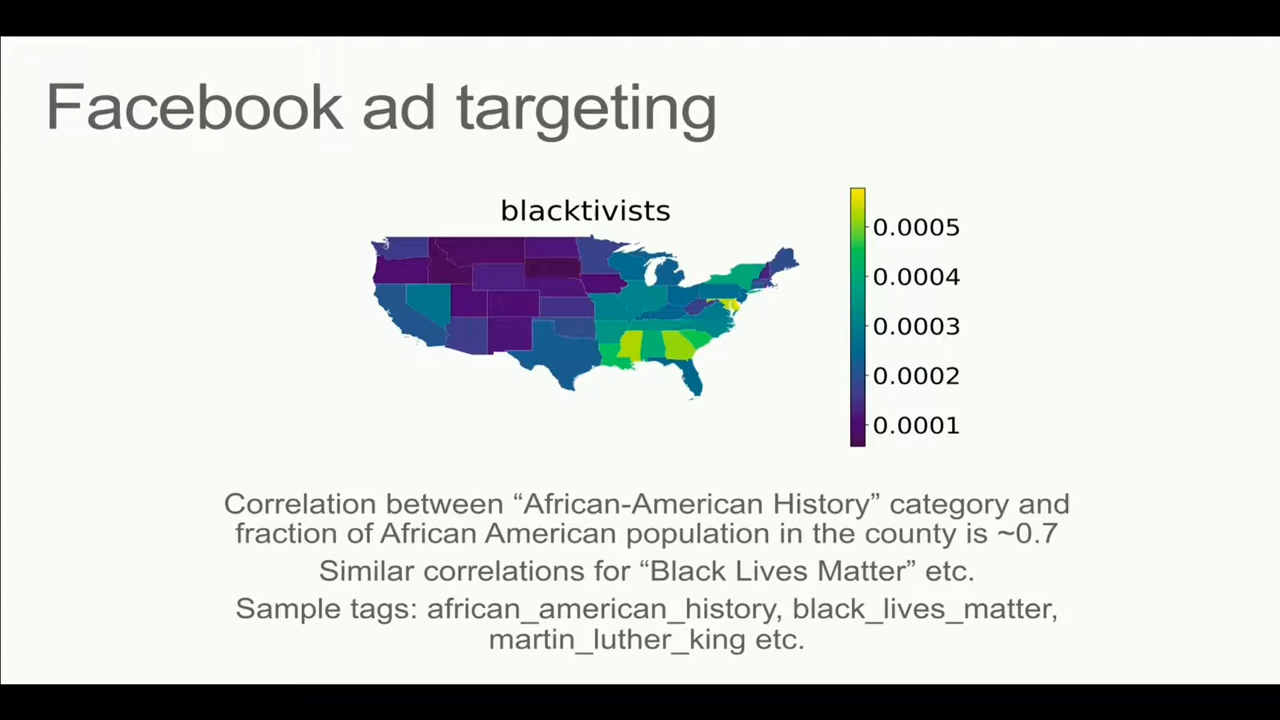 Facebook ad targeting
blacktivists
0.0005
0.0004
0.0003
0.0002
0.0001
Correlation between “African-American History” category and
fraction of African American population in the county is ~0.7
Similar correlations for “Black Lives Matter” etc.
Sample tags: african_american_history, black_lives_matter,
martin_luther_king etc.